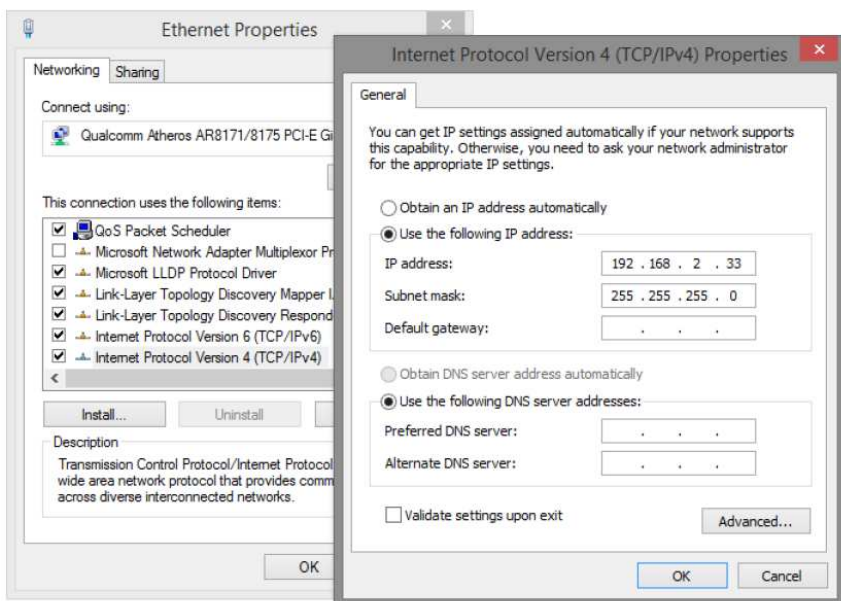 Ethernet Properties
Networking
Sharing
Connect using:
Qualcomm Atheros AR8171/8175 PCI-E Gi
This connection uses the following items:
QoS Packet Scheduler
Microsoft Network Adapter Multiplexor Pr
Microsoft LLDP Protocol Driver
Link-Layer Topology Discovery Mapper I.
Link-Layer Topology Discovery Respond
Internet Protocol Version 6 (TCP/IPv6)
Internet Protocol Version 4 (TCP/IPv4)
Install...
Uninstall
Description
Transmission Control Protocol/Internet Protocol
wide area network protocol that provides comm
across diverse interconnected networks.
OK
Internet Protocol Version 4 (TCP/IPv4) Properties
General
You can get IP settings assigned automatically if your network supports
this capability. Otherwise, you need to ask your network administrator
for the appropriate IP settings.
Obtain an IP address automatically
Use the following IP address:
IP address: 192 . 168 . 2 . 33
Subnet mask: 255 . 255 . 255 . 0
Default gateway: . . .
Obtain DNS server address automatically
Use the following DNS server addresses:
Preferred DNS server: . . .
Alternate DNS server: . . .
Validate settings upon exit
Advanced...
OK
Cancel